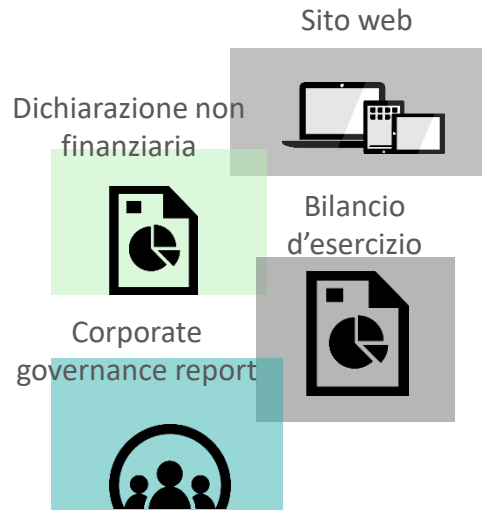 Sito web
Dichiarazione non
finanziaria
Bilancio
d’esercizio
Corporate
governance report